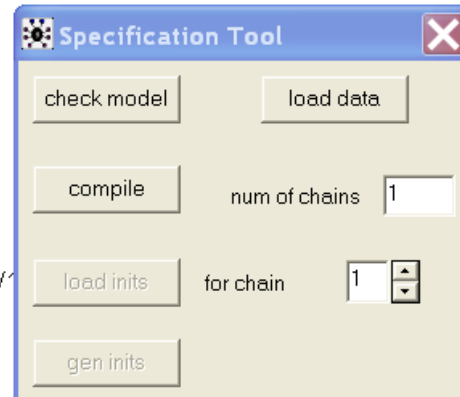 Specification Tool
check model load data
compile num of chains 1
load inits for chain 1
gen inits